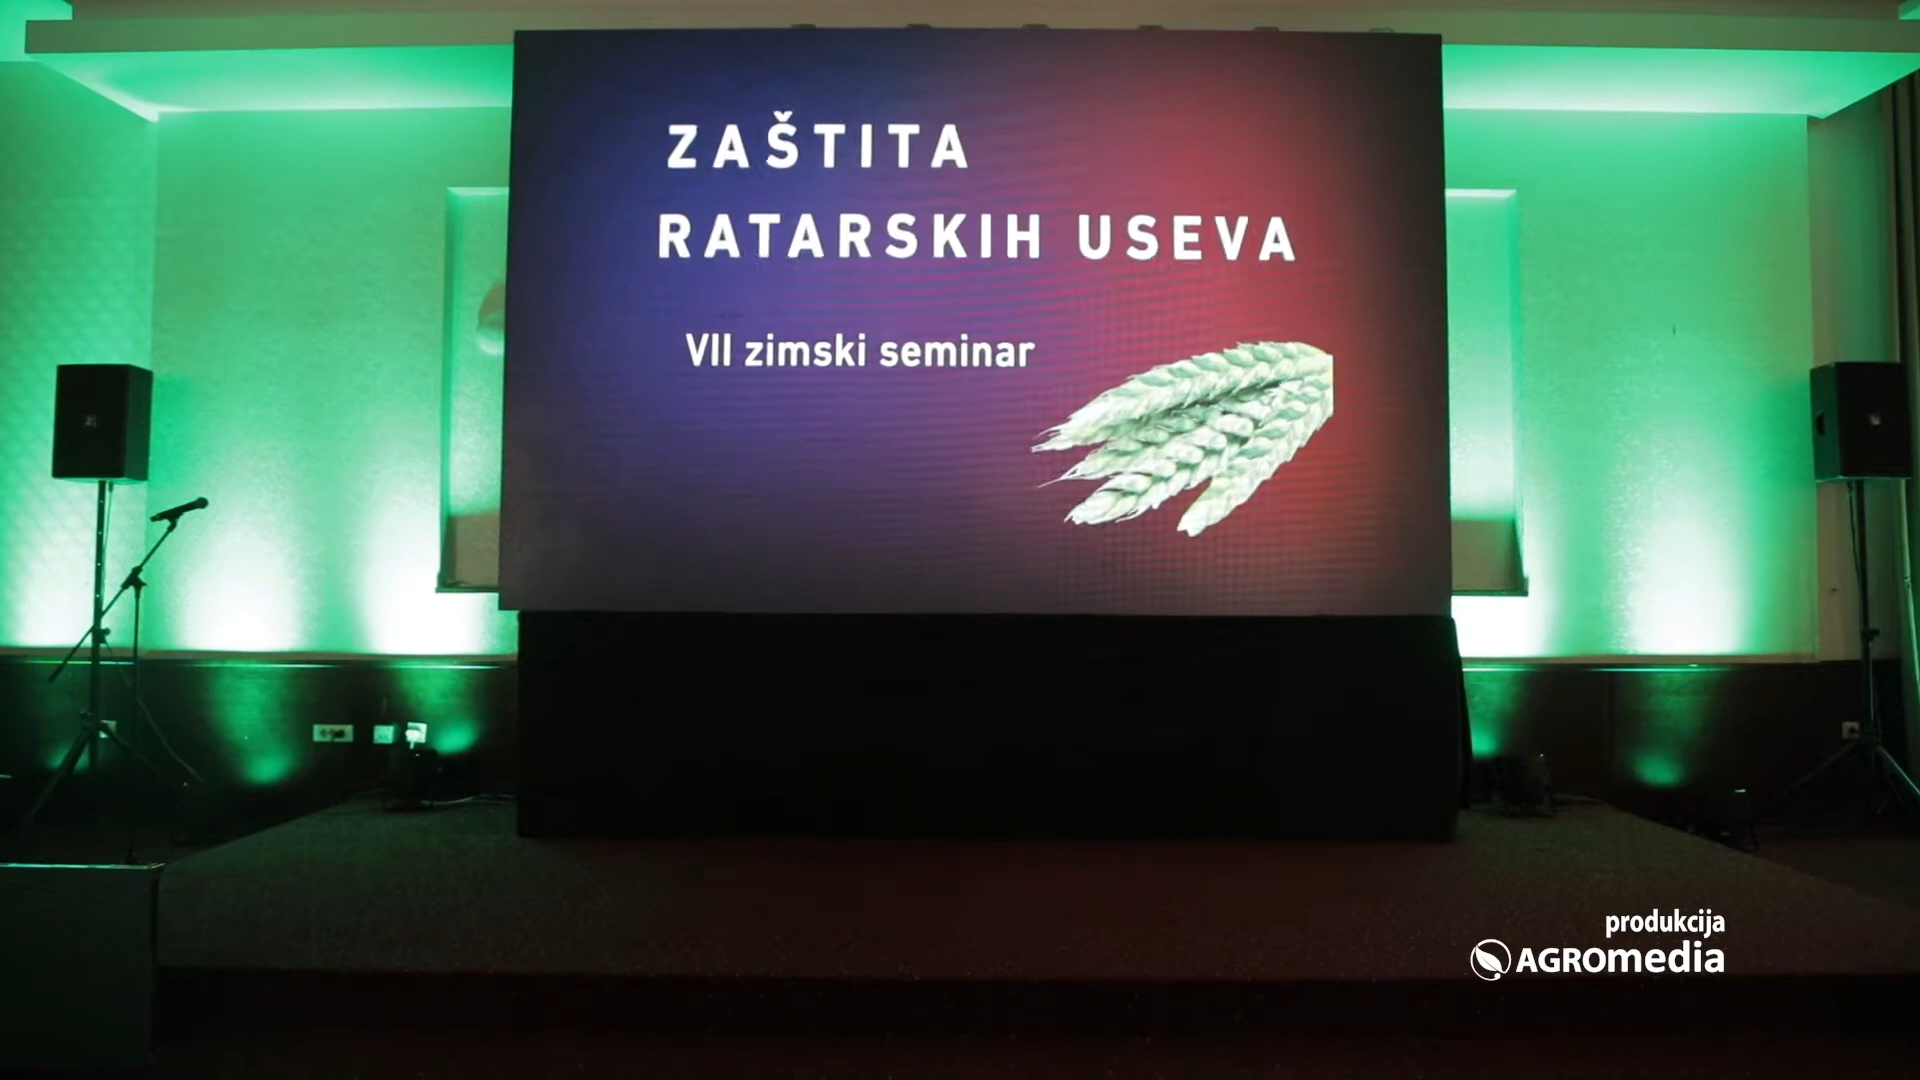 ZAŠTITA
RATARSKIH USEVA
VII zimski seminar
produkcija
AGROmedia